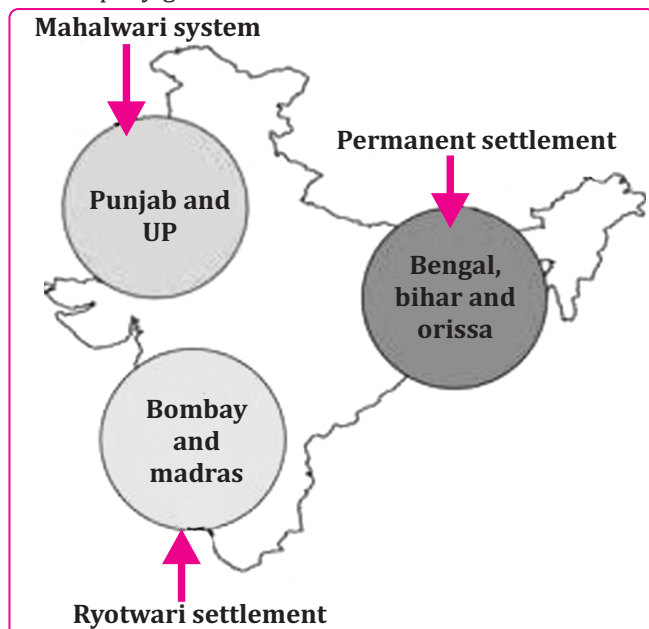 Mahalwari system
Permanent settlement
Punjab and
UP
Bengal,
bihar and
orissa
Bombay
and
madras
Ryotwari settlement